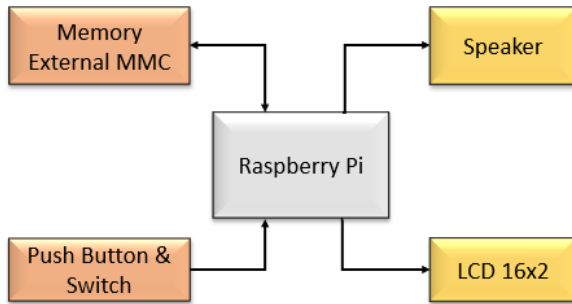 Memory
External MMC
Speaker
Raspberry Pi
Push Button &
Switch
LCD 16x2